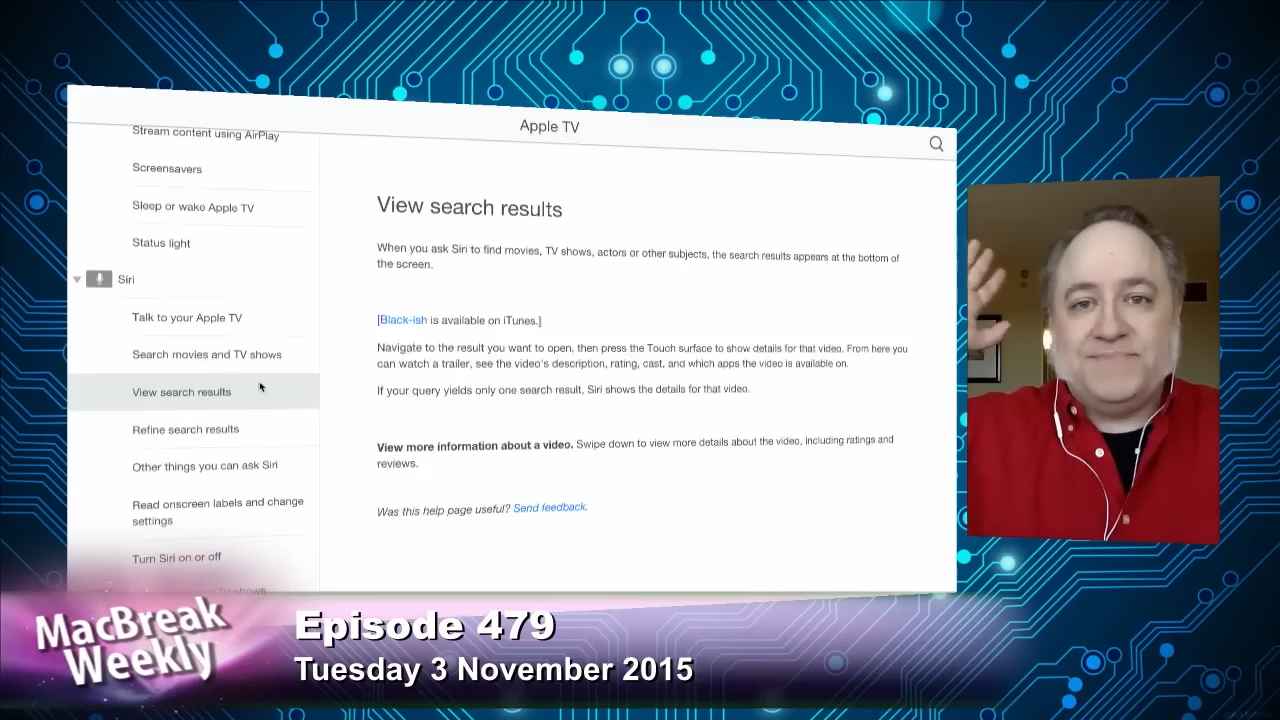 Apple TV
Stream content using AirPlay
Screensavers
Sleep or wake Apple TV
Status light
Siri
Talk to your Apple TV
Search movies and TV shows
View search results
Refine search results
Other things you can ask Siri
Read onscreen labels and change
settings
Turn Siri on or off
TV shows
View search results
When you ask Siri to find movies, TV shows, actors or other subjects, the search results appears at the bottom of
the screen.
[Black-ish is available on iTunes.]
Navigate to the result you want to open, then press the Touch surface to show details for that video. From here you
can watch a trailer, see the video's description, rating, cast, and which apps the video is available on.
If your query yields only one search result, Siri shows the details for that video.
View more information about a video. Swipe down to view more details about the video, including ratings and
reviews.
Was this help page useful? Send feedback.
MacBreak
Weekly
Episode 479
Tuesday 3 November 2015